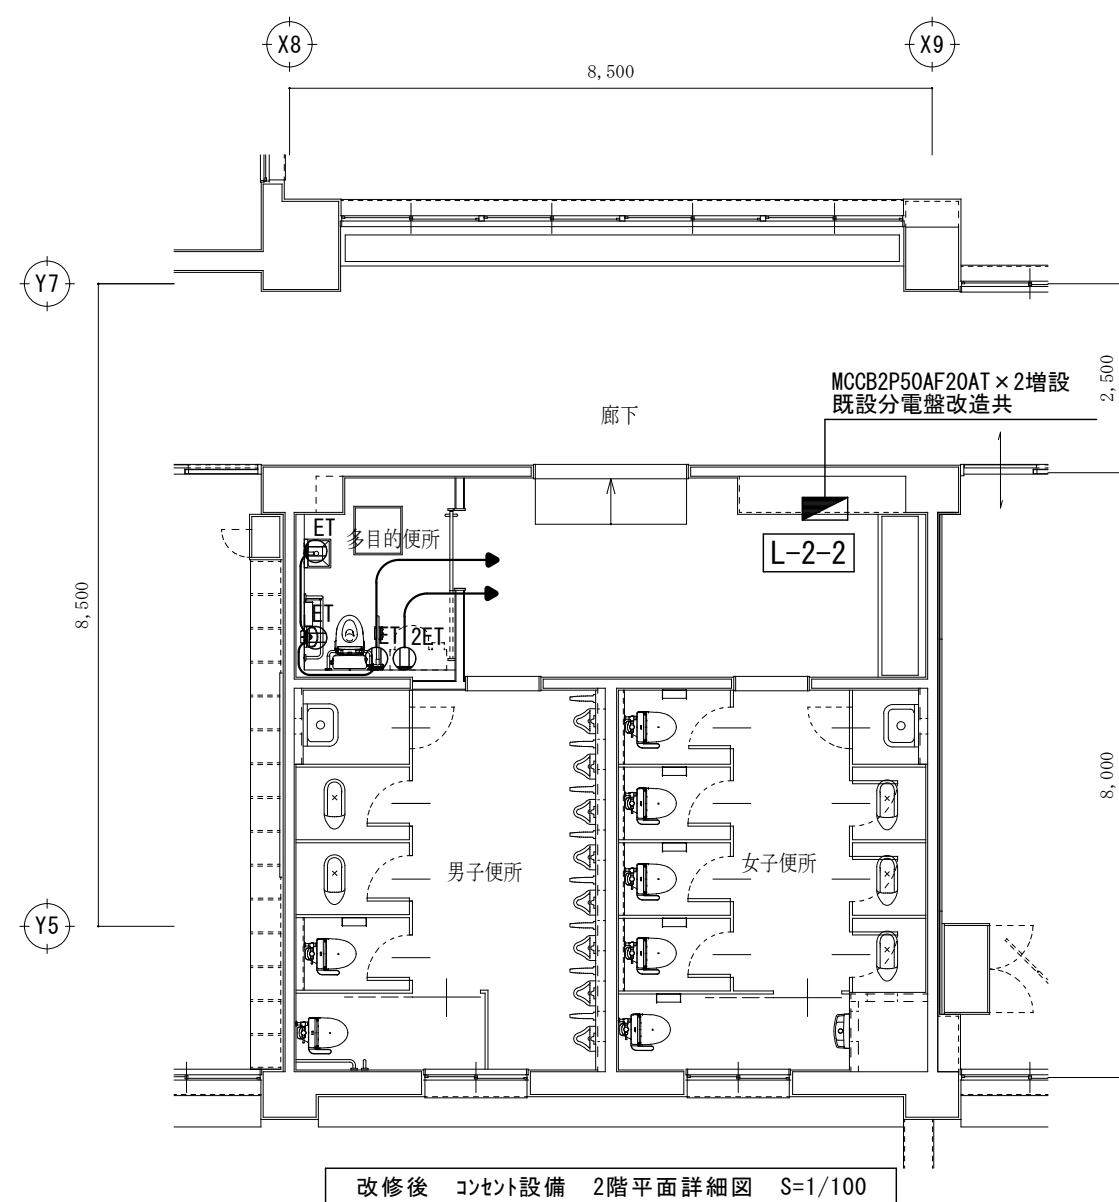 X8
X9
8,500
Y7
MCCB2P50AF20AT×2増設
既設分電盤改造共
2,500
廊下
ET
多目的便所
L-2-2
8,500
ET
2ET
8,000
男子便所
女子便所
Y5
改修後 コンセント設備 2階平面詳細図 S=1/100